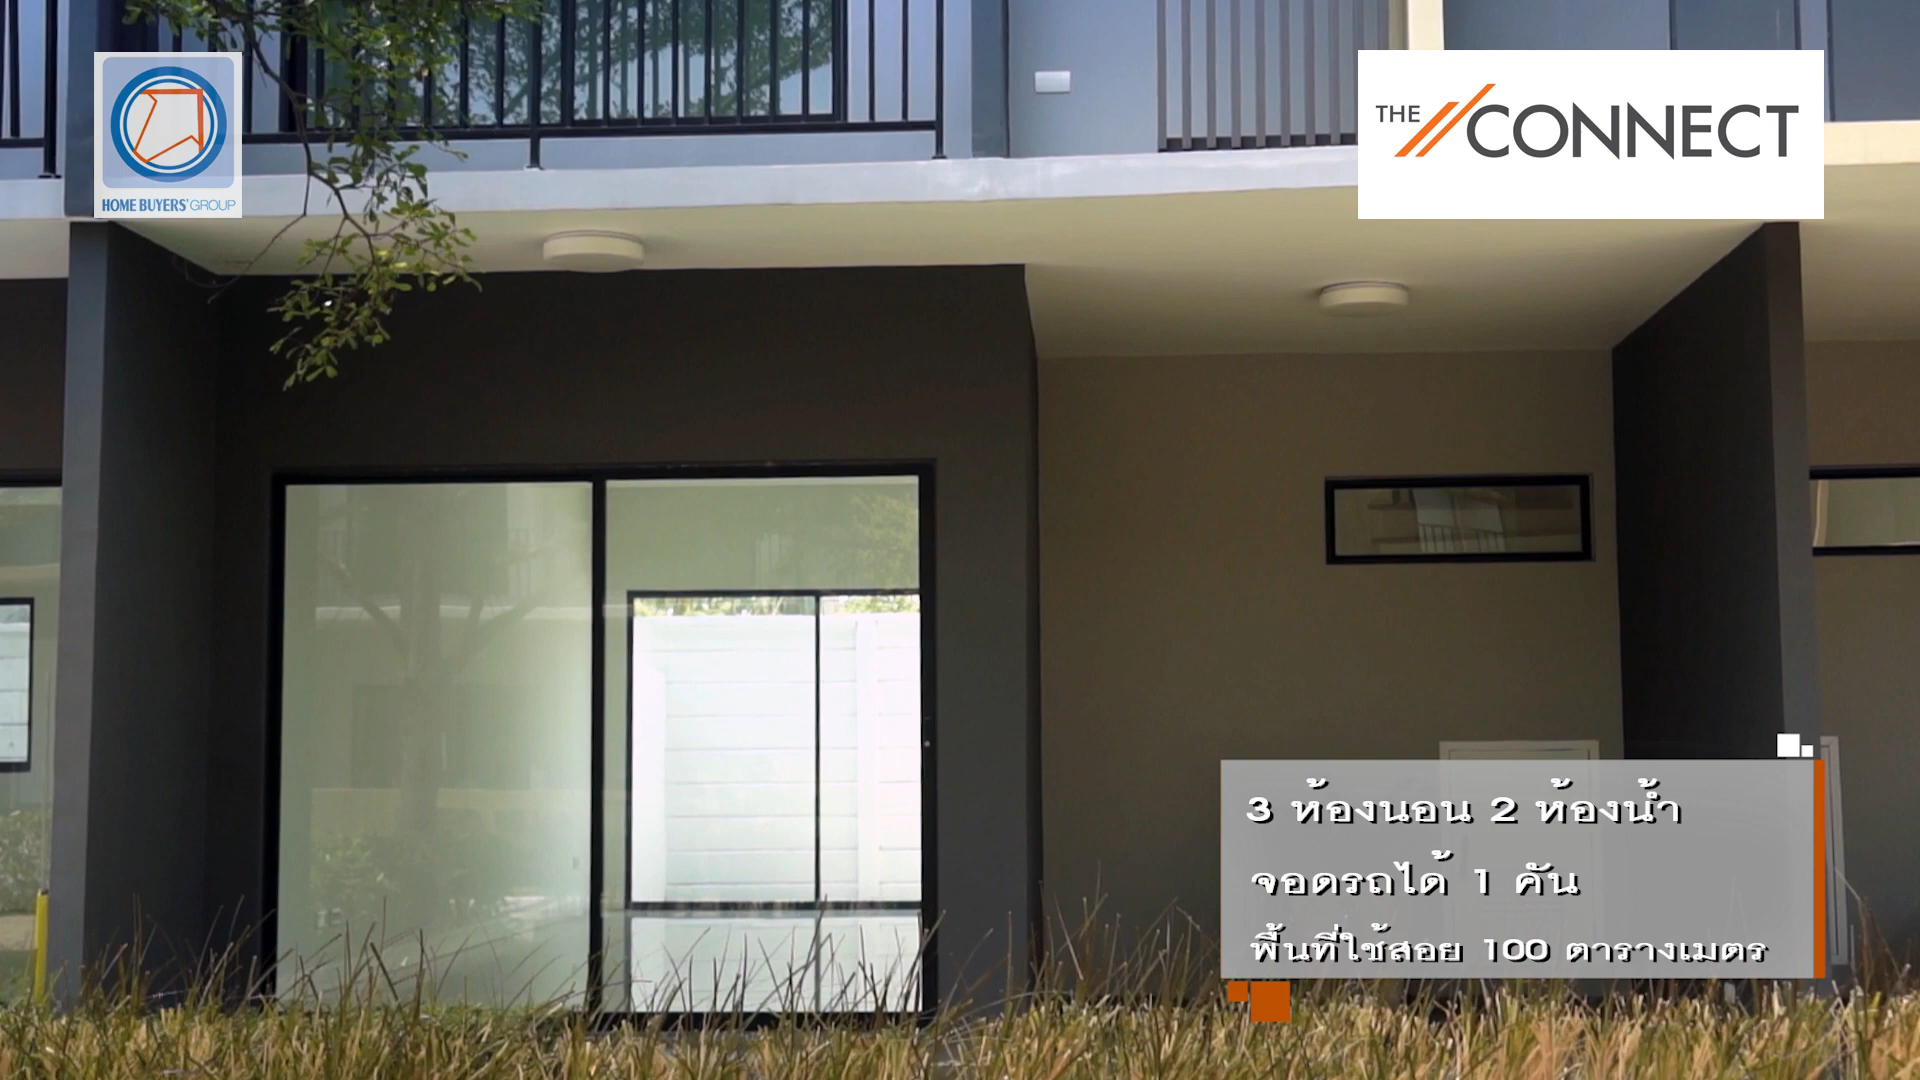 HOME BUYERS' GROUP
THE CONNECT
3 ห้องนอน 2 ห้องน้ำ
จอดรถได้ 1 คัน
พื้นที่ใช้สอย 100 ตารางเมตร